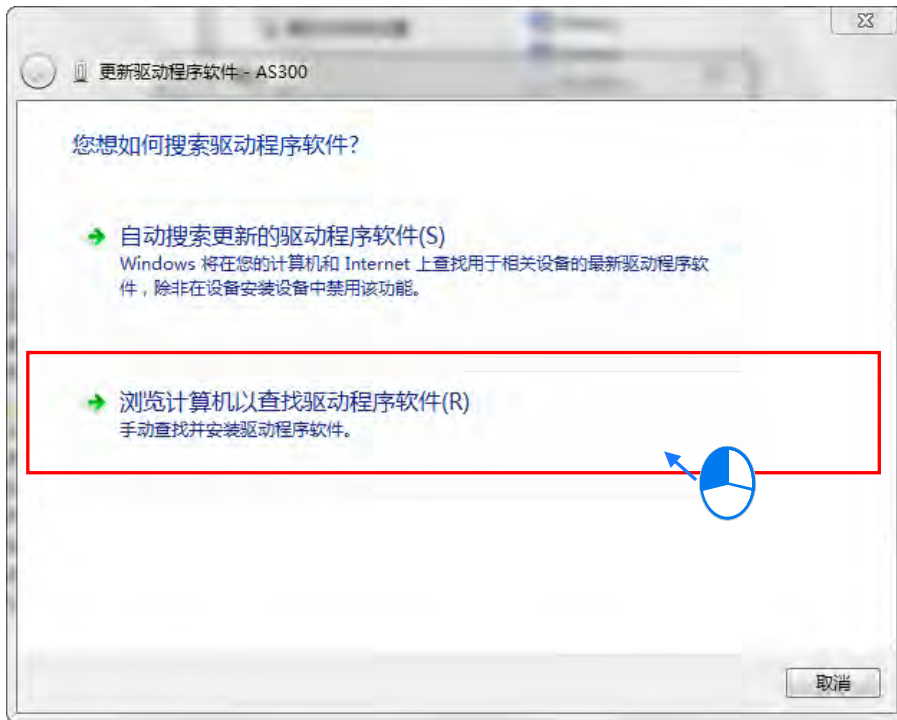 更新驱动程序软件 - AS300
您想如何搜索驱动程序软件?
自动搜索更新的驱动程序软件(S)
Windows 将在您的计算机和 Internet 上查找用于相关设备的最新驱动程序软
件，除非在设备安装设备中禁用该功能。
浏览计算机以查找驱动程序软件(R)
手动查找并安装驱动程序软件。
取消